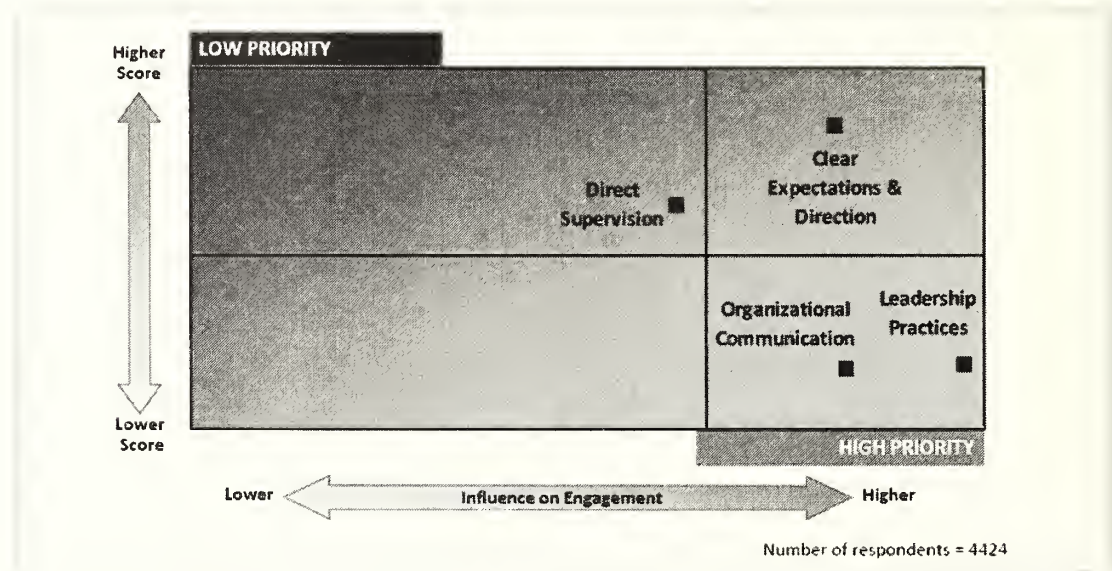 Higher
Score
LOW PRIORITY
Direct
Supervision
Clear
Expectations &
Direction
Organizational
Communication
Leadership
Practices
Lower
Score
HIGH PRIORITY
Lower
Influence on Engagement
Higher
Number of respondents = 4424